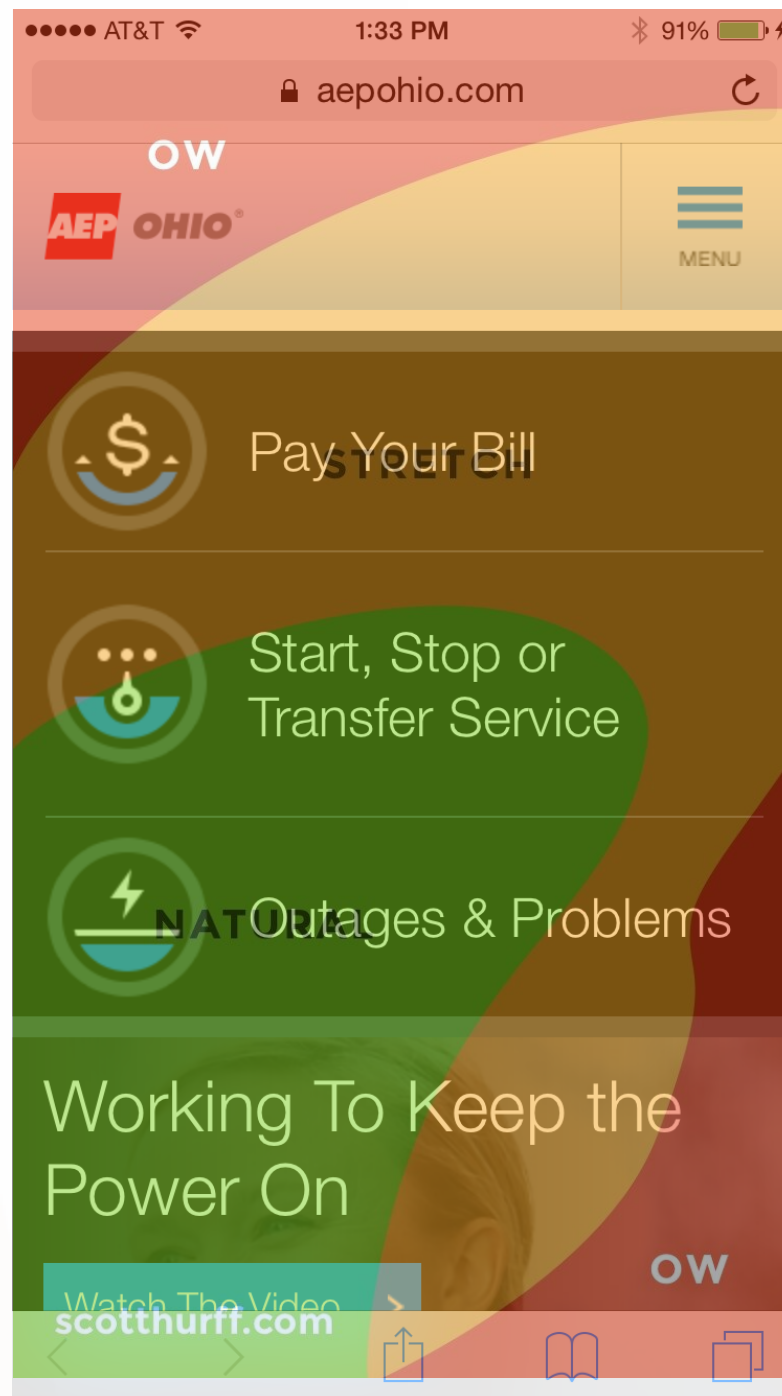 AT&T 1:33 PM 91%
aepohio.com
OW
AEP OHIO®
MENU
Pay Your Bill
STRETCH
Start, Stop or
Transfer Service
NATURAL
Outages & Problems
Working To Keep the
Power On
OW
Watch The Video
scotthurff.com